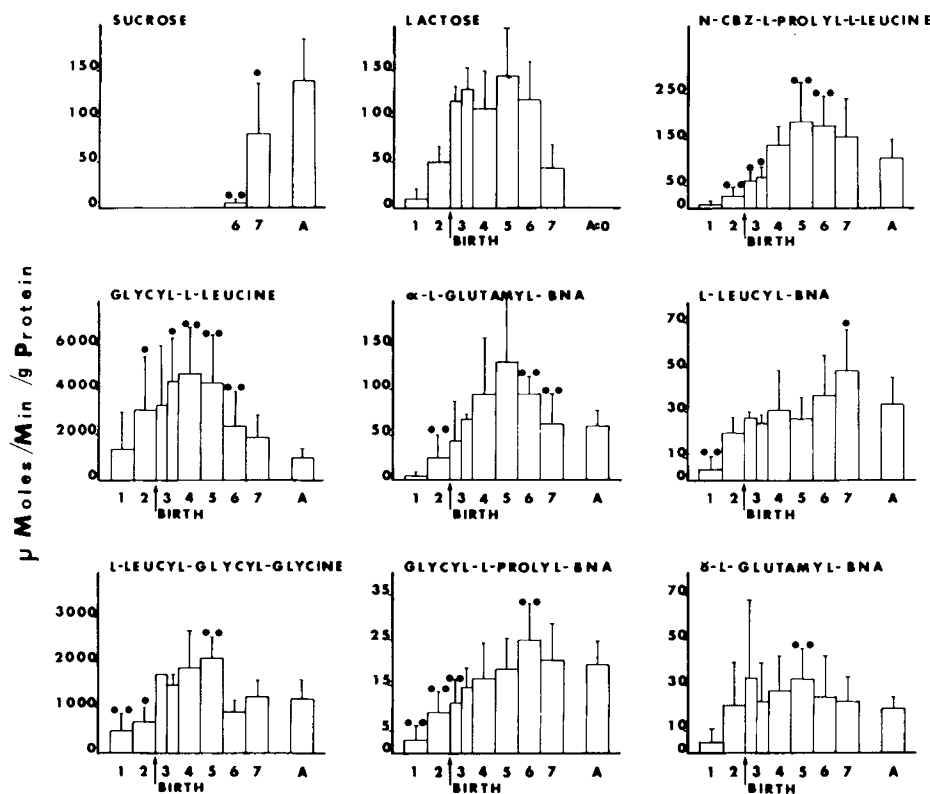 SUCROSE
150
100
50
0
6 7 A
LACTOSE
150
100
50
0
1 2 3 4 5 6 7 A=0
BIRTH
N-CBZ-L-PROLYL-L-LEUCINE
250
150
50
0
1 2 3 4 5 6 7 A
BIRTH
μ Moles/Min/g Protein
GLYCYL-L-LEUCINE
6000
4000
2000
0
1 2 3 4 5 6 7 A
BIRTH
α-L-GLUTAMYL-BNA
150
100
50
0
1 2 3 4 5 6 7 A
BIRTH
L-LEUCYL-BNA
70
50
30
10
0
1 2 3 4 5 6 7 A
BIRTH
L-LEUCYL-GLYCYL-GLYCINE
3000
2000
1000
0
1 2 3 4 5 6 7 A
BIRTH
GLYCYL-L-PROLYL-BNA
35
25
15
5
0
1 2 3 4 5 6 7 A
BIRTH
ɣ-L-GLUTAMYL-BNA
70
50
30
10
0
1 2 3 4 5 6 7 A
BIRTH